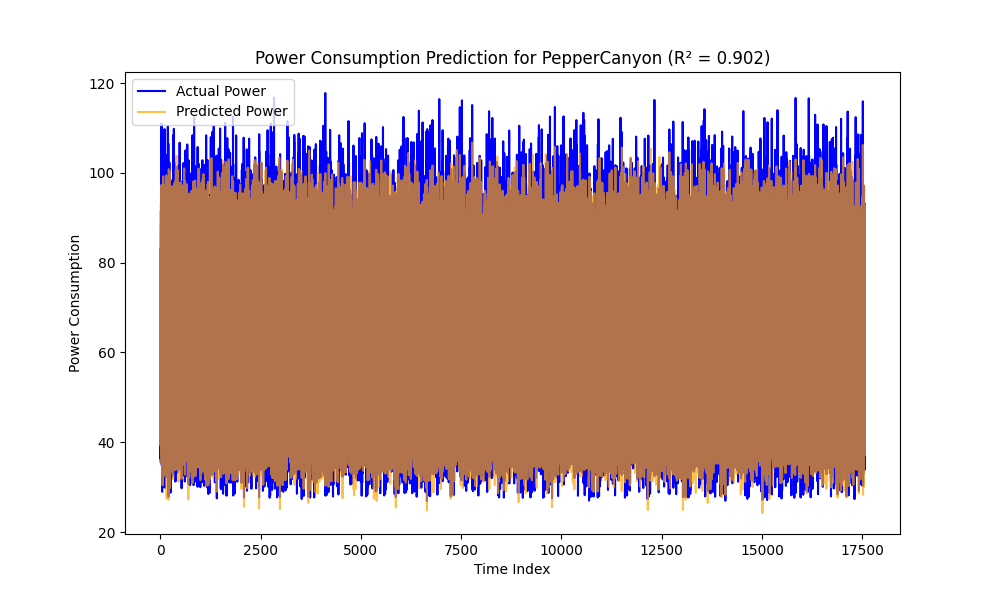 Power Consumption Prediction for PepperCanyon (R² = 0.902)
Actual Power
Predicted Power
120
100
80
60
40
20
Power Consumption
0
2500
5000
7500
10000
12500
15000
17500
Time Index